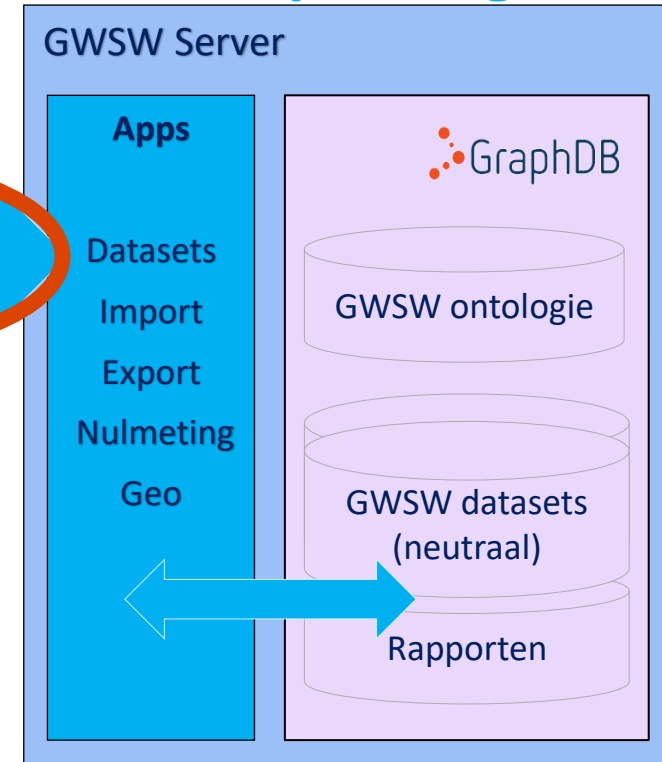 GWSW Server
Apps
Datasets
Import
Export
Nulmeting
Geo
GraphDB
GWSW ontologie
GWSW datasets
(neutraal)
Rapporten